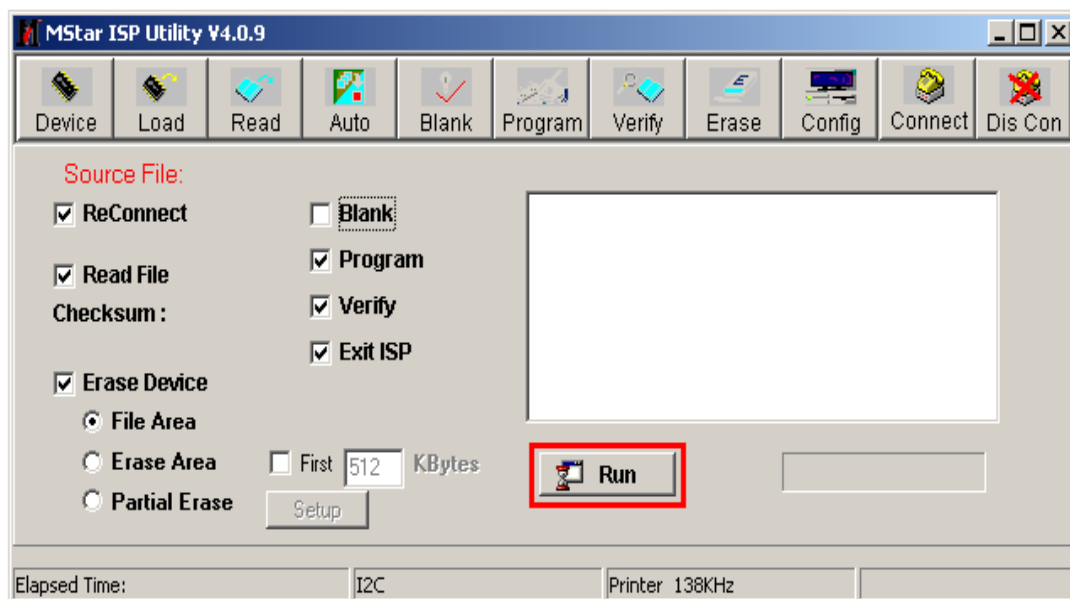 MStar ISP Utility V4.0.9
Device Load Read Auto Blank Program Verify Erase Config Connect Dis Con
Source File:
ReConnect
Blank
Program
Read File
Verify
Checksum :
Exit ISP
Erase Device
File Area
Erase Area
First 512 KBytes
Run
Partial Erase
Setup
Elapsed Time: I2C Printer 138KHz